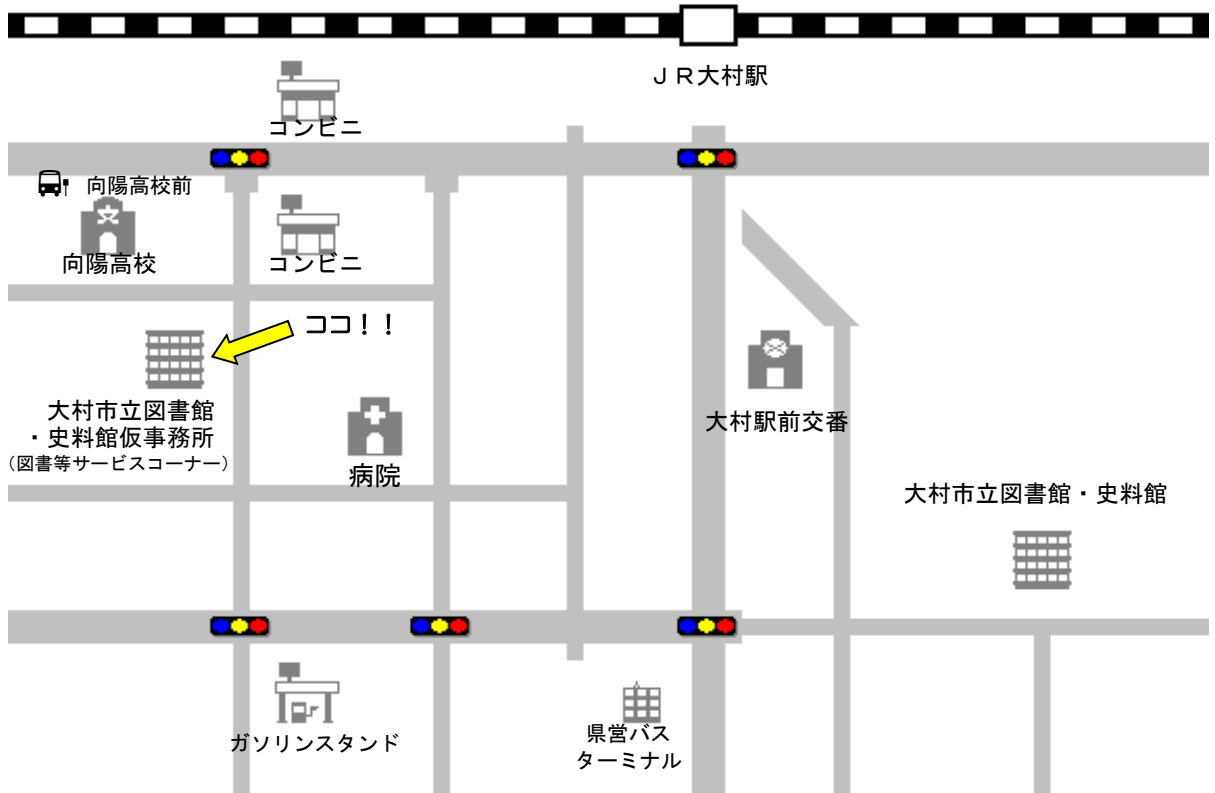 ＪＲ大村駅
コンビニ
向陽高校前
文
向陽高校
コンビニ
ココ！！
大村市立図書館
・史料館仮事務所
（図書等サービスコーナー）
病院
大村駅前交番
大村市立図書館・史料館
ガソリンスタンド
県営バス
ターミナル